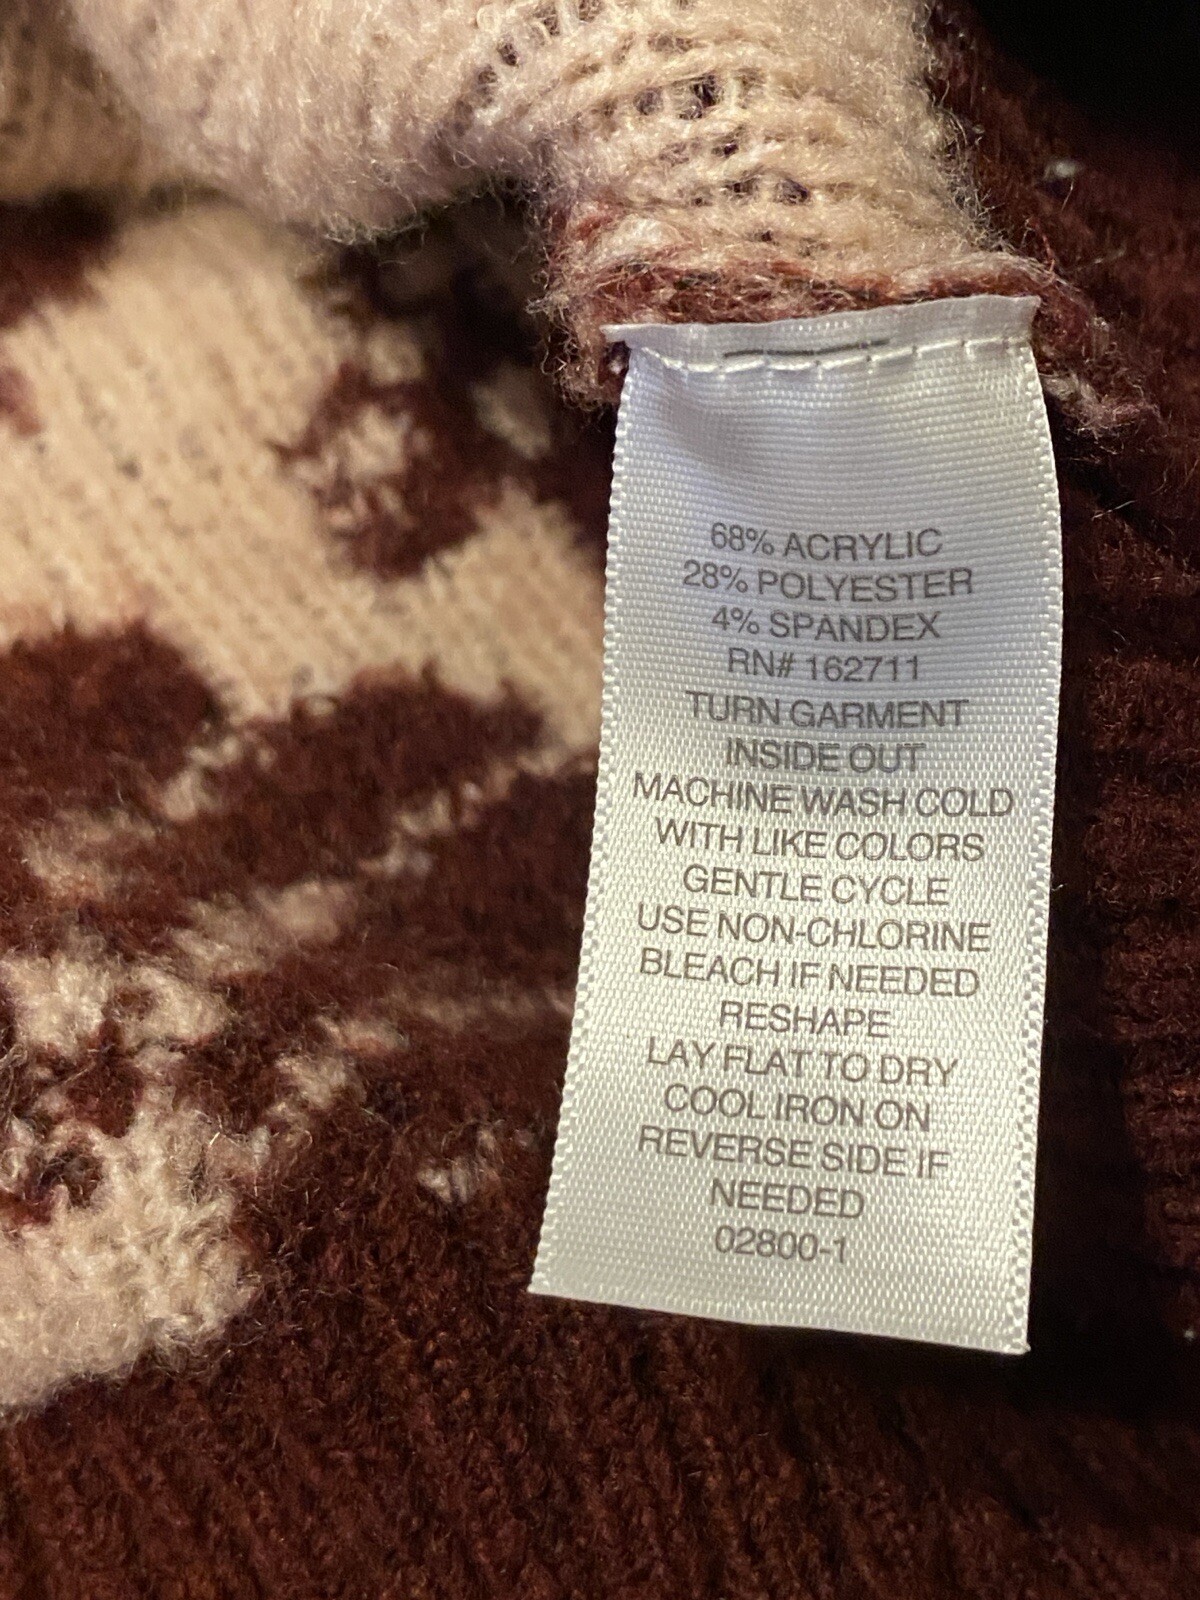 68% ACRYLIC
28% POLYESTER
4% SPANDEX
RN# 162711
TURN GARMENT
INSIDE OUT
MACHINE WASH COLD
WITH LIKE COLORS
GENTLE CYCLE
USE NON-CHLORINE
BLEACH IF NEEDED
RESHAPE
LAY FLAT TO DRY
COOL IRON ON
REVERSE SIDE IF
NEEDED
02800-1